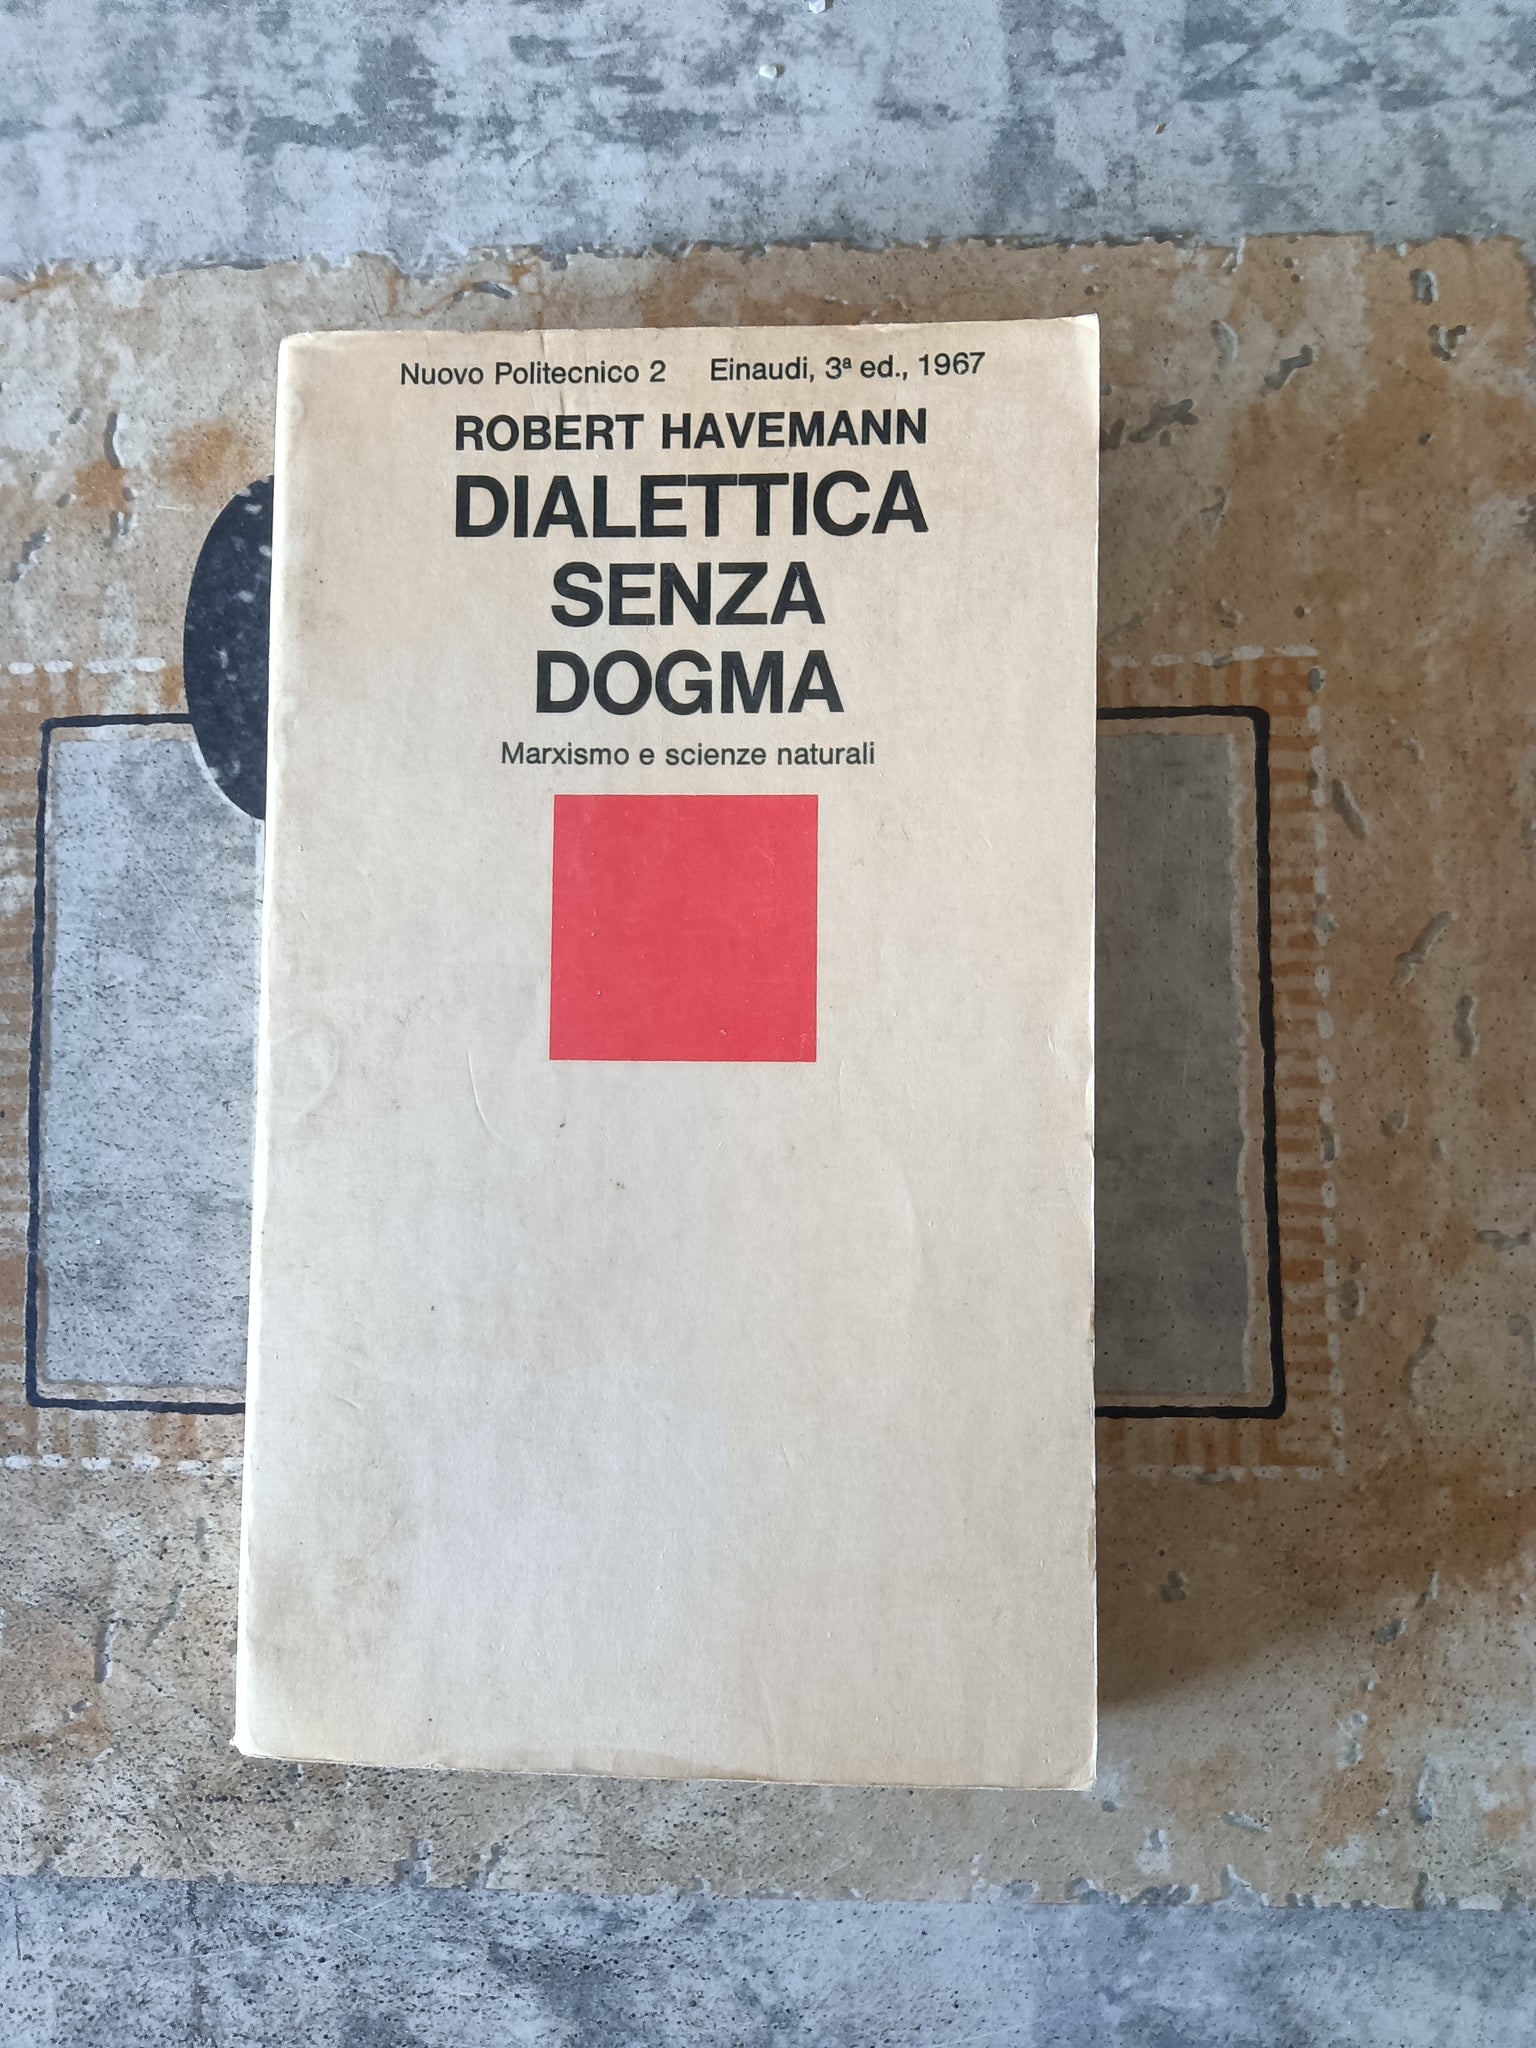 Nuovo Politecnico 2 Einaudi, 3ª ed., 1967
ROBERT HAVEMANN
DIALETTICA
SENZA
DOGMA
Marxismo e scienze naturali